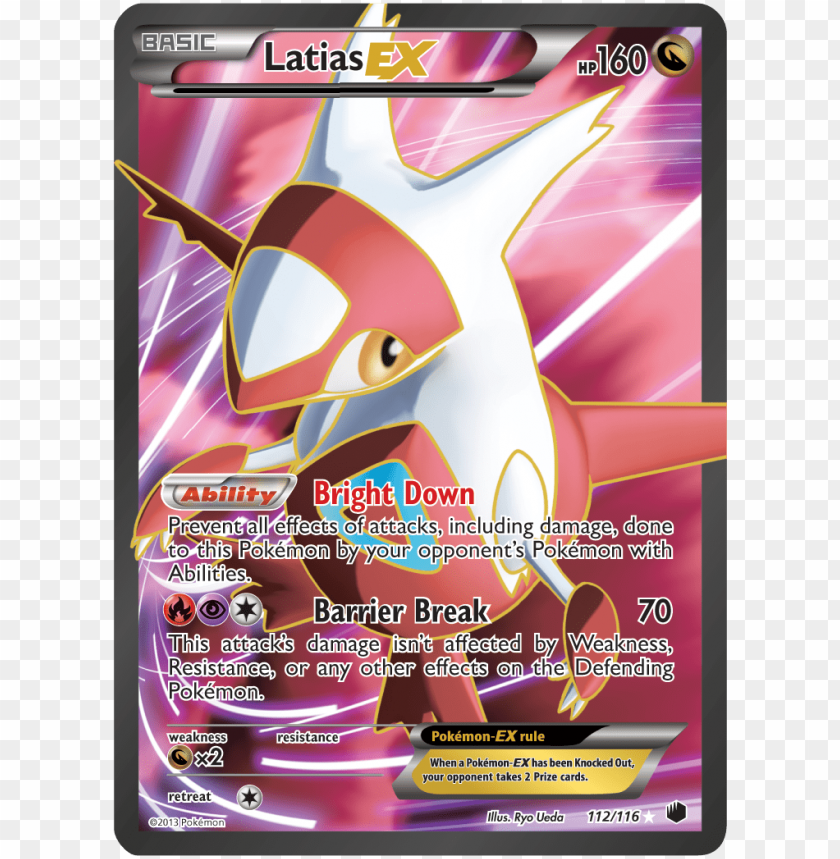 BASIC
Latias EX
HP160
Ability Bright Down
Prevent all effects of attacks, including damage, done
to this Pokémon by your opponent's Pokémon with
Abilities.
Barrier Break 70
This attack's damage isn't affected by Weakness,
Resistance, or any other effects on the Defending
Pokémon.
weakness resistance
x2
Pokémon-EX rule
When a Pokémon-EX has been Knocked Out,
your opponent takes 2 Prize cards.
retreat
©2013 Pokémon
Illus. Ryo Ueda 112/116